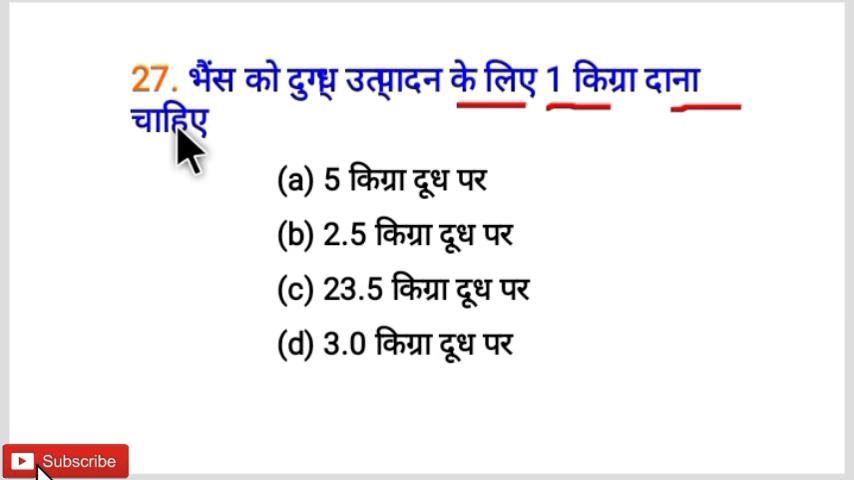 27. भैंस को दुग्ध उत्पादन के लिए 1 किग्रा दाना
चाहिए
(a) 5 किग्रा दूध पर
(b) 2.5 किग्रा दूध पर
(c) 23.5 किग्रा दूध पर
(d) 3.0 किग्रा दूध पर
Subscribe